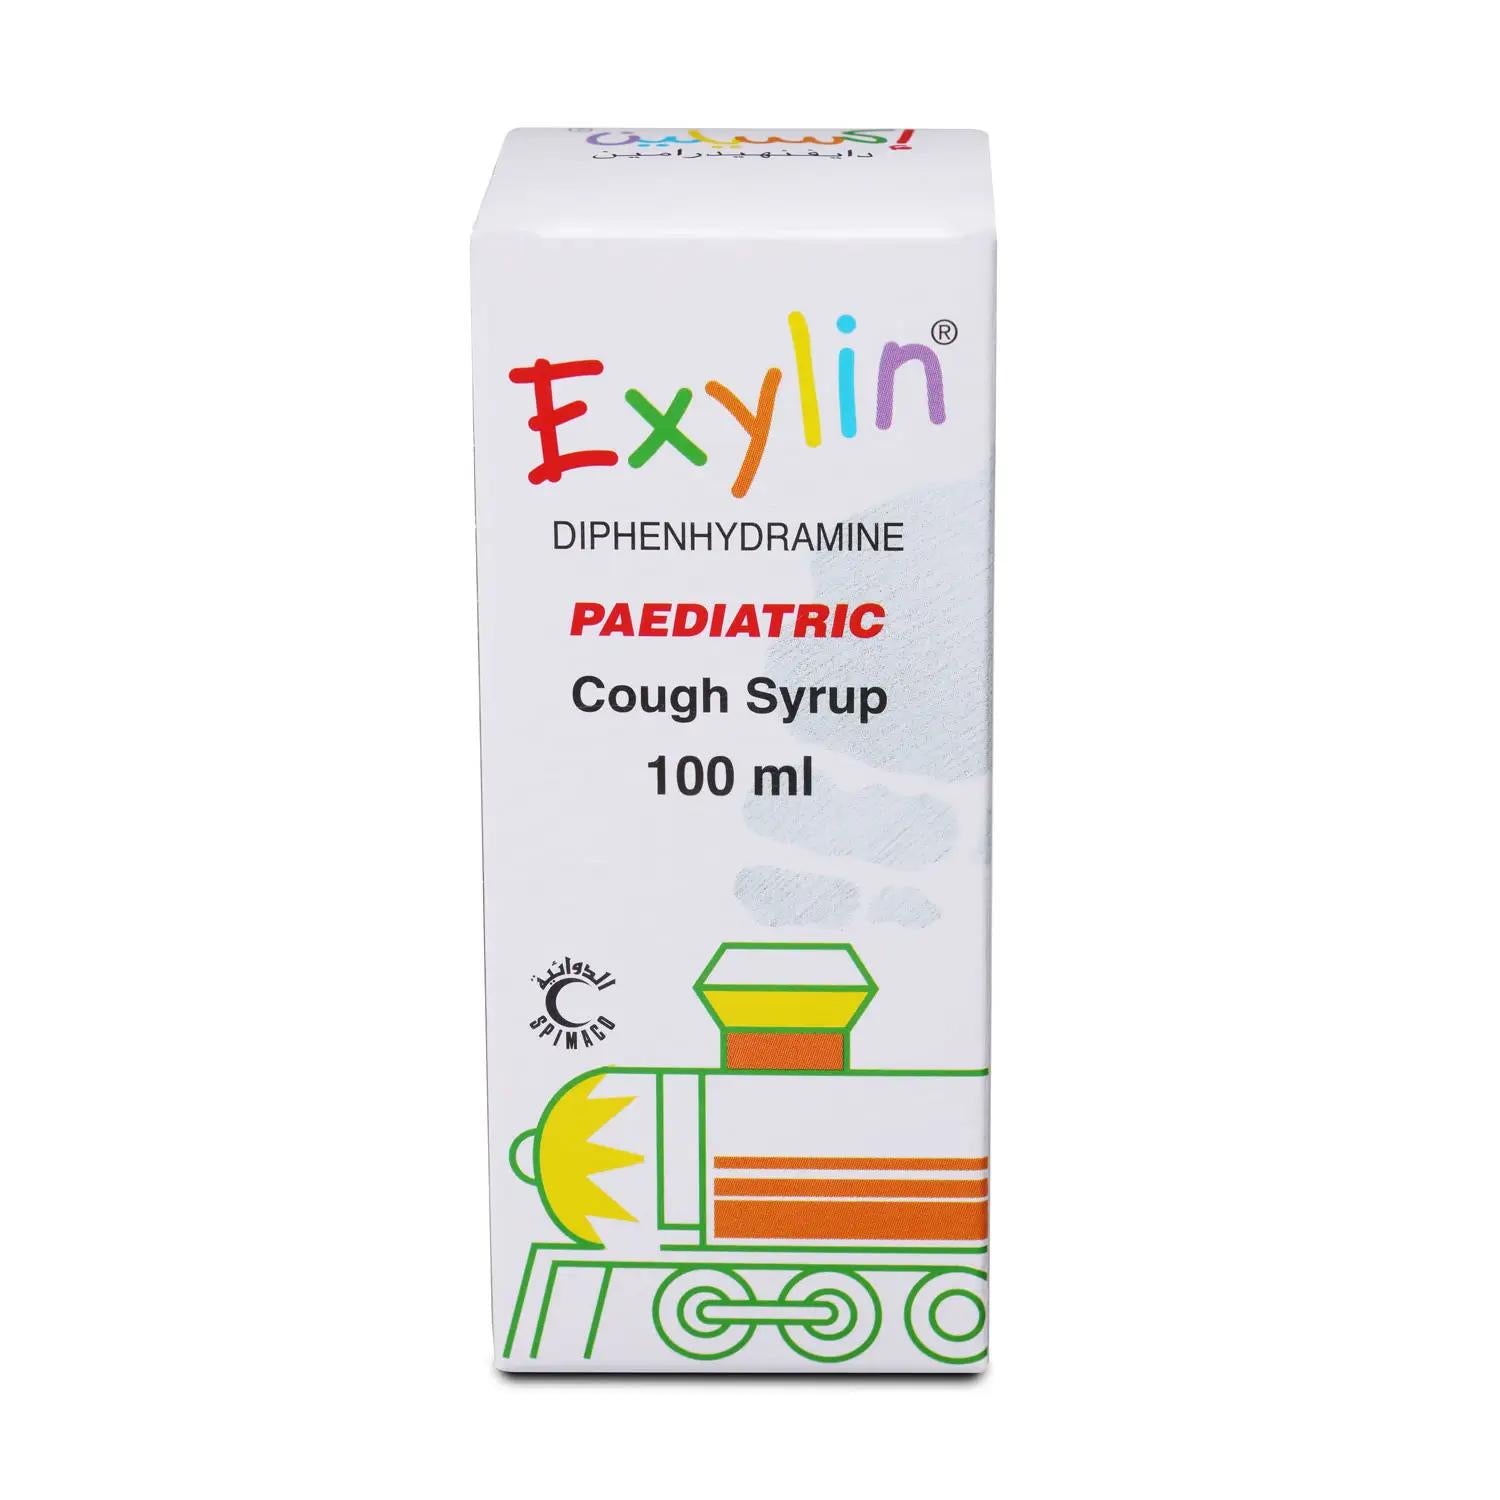 إكسيلين®
دايفنهيدرامين
Exylin®
DIPHENHYDRAMINE
PAEDIATRIC
Cough Syrup
100 ml
الدوائية
SPIMACO